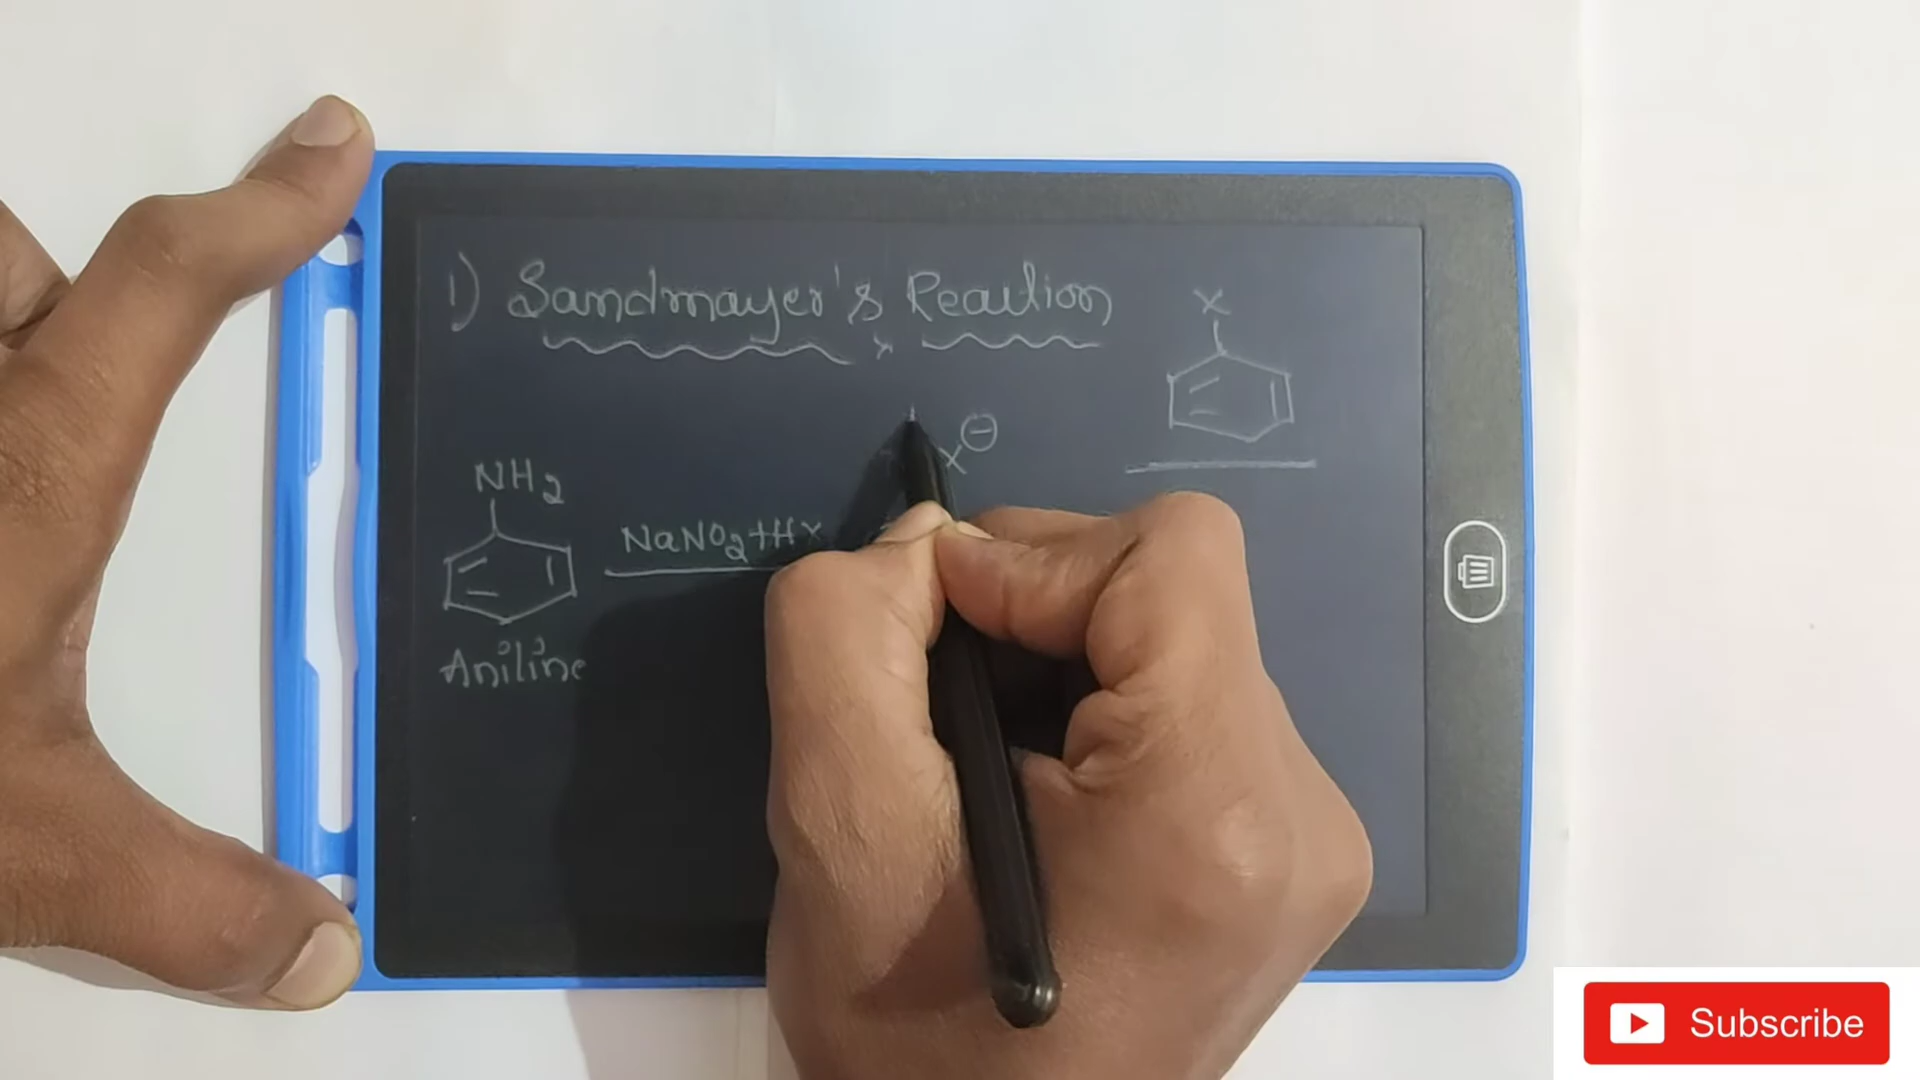 1) Sandmayer's Reaction
X
X⊖
NH2
NaNO2+HX
Aniline
Subscribe